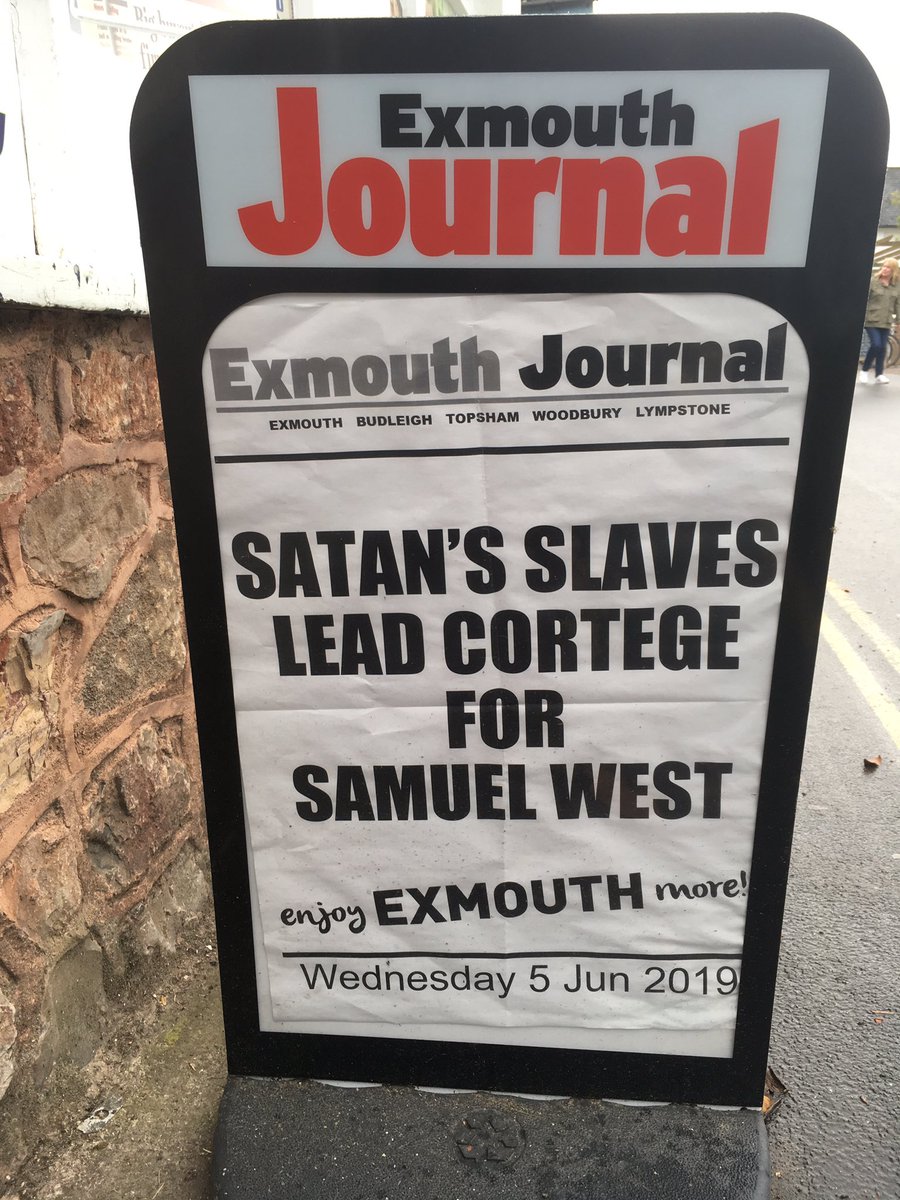 Exmouth
Journal
Exmouth Journal
EXMOUTH BUDLEIGH TOPSHAM WOODBURY LYMPSTONE
SATAN'S SLAVES
LEAD CORTEGE
FOR
SAMUEL WEST
enjoy EXMOUTH more!
Wednesday 5 Jun 2019